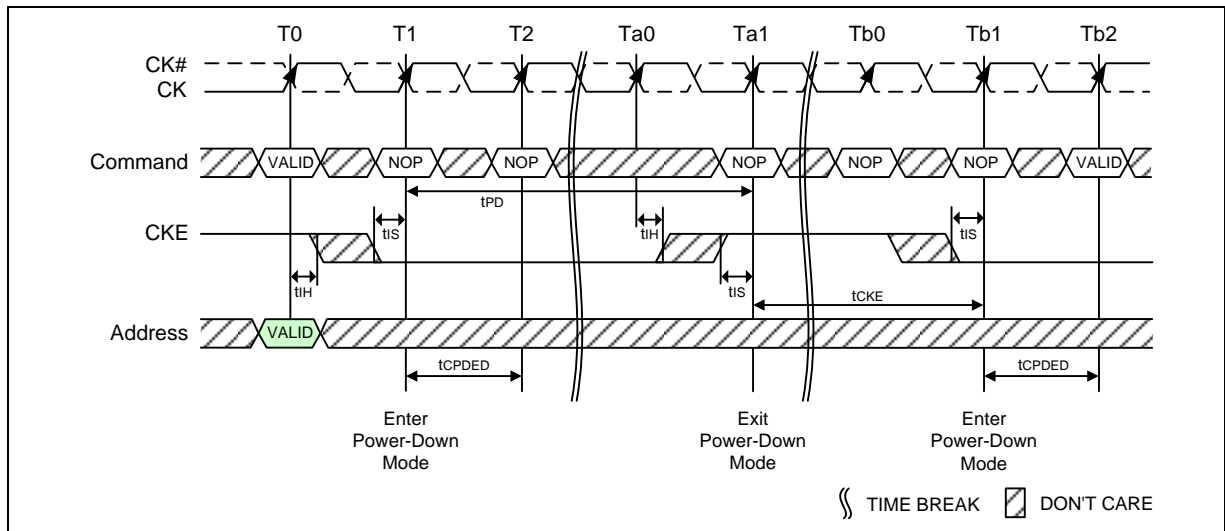 T0 T1 T2 Ta0 Ta1 Tb0 Tb1 Tb2
CK#
CK
Command VALID NOP NOP NOP NOP NOP VALID
tPD
CKE tIS tIH tIS
tIH tIS tCKE
Address VALID
tCPDED tCPDED
Enter
Power-Down
Mode
Exit
Power-Down
Mode
Enter
Power-Down
Mode
TIME BREAK DON'T CARE